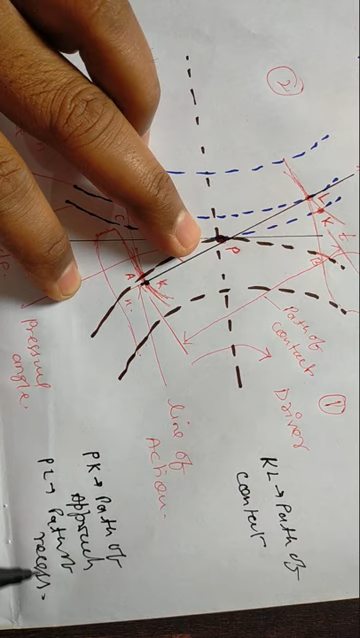 2
1
P
K
L
A
K
Path of
contact
Driver
Pressure
angle.
line of
Action.
KL → Path of
contact
PK → Path of
approach
PL → Path of
recess.